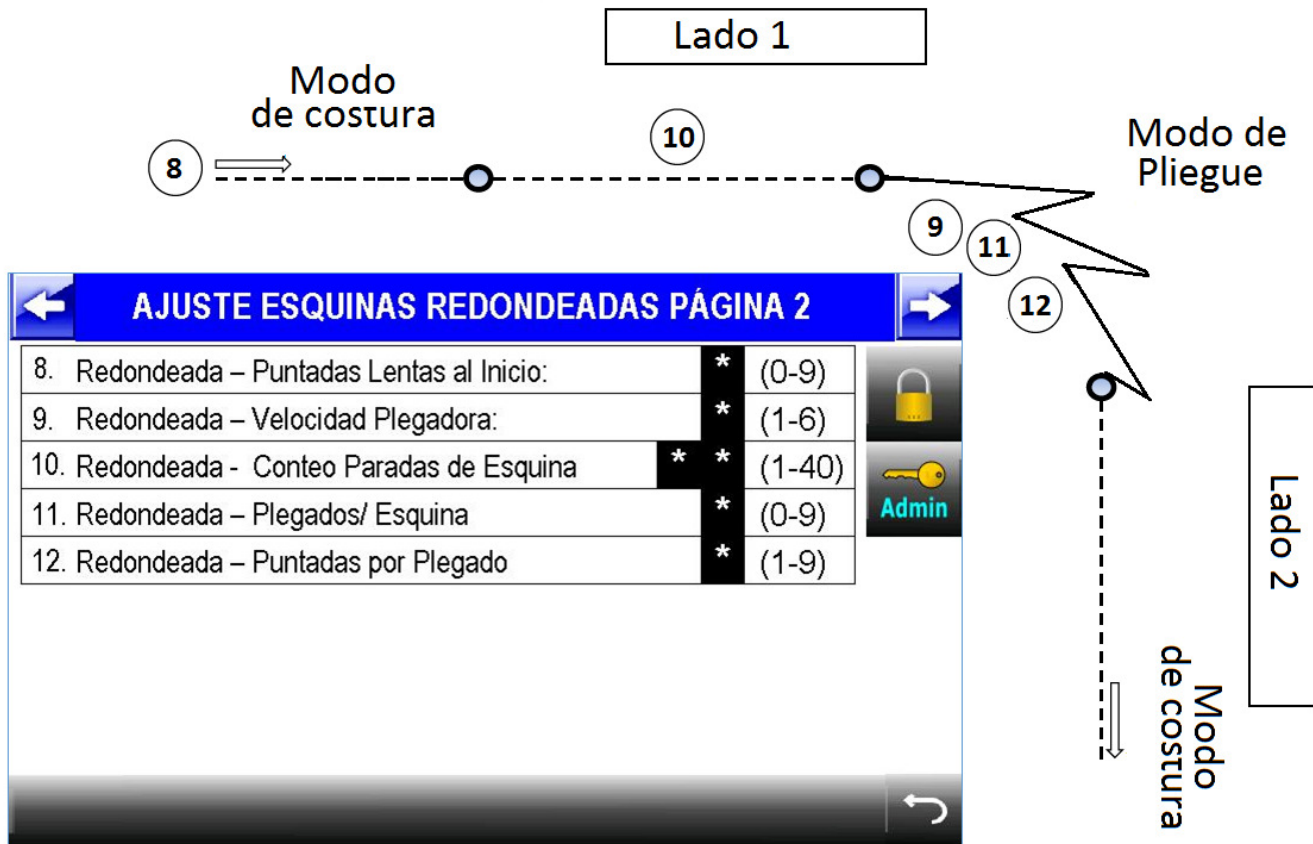 Lado 1
Modo
de costura
8
10
Modo de
Pliegue
9
11
12
AJUSTE ESQUINAS REDONDEADAS PÁGINA 2
8. Redondeada – Puntadas Lentas al Inicio: * (0-9)
9. Redondeada – Velocidad Plegadora: * (1-6)
10. Redondeada - Conteo Paradas de Esquina * * (1-40)
11. Redondeada – Plegados/ Esquina * (0-9)
12. Redondeada – Puntadas por Plegado * (1-9)
Admin
Lado 2
Modo
de costura